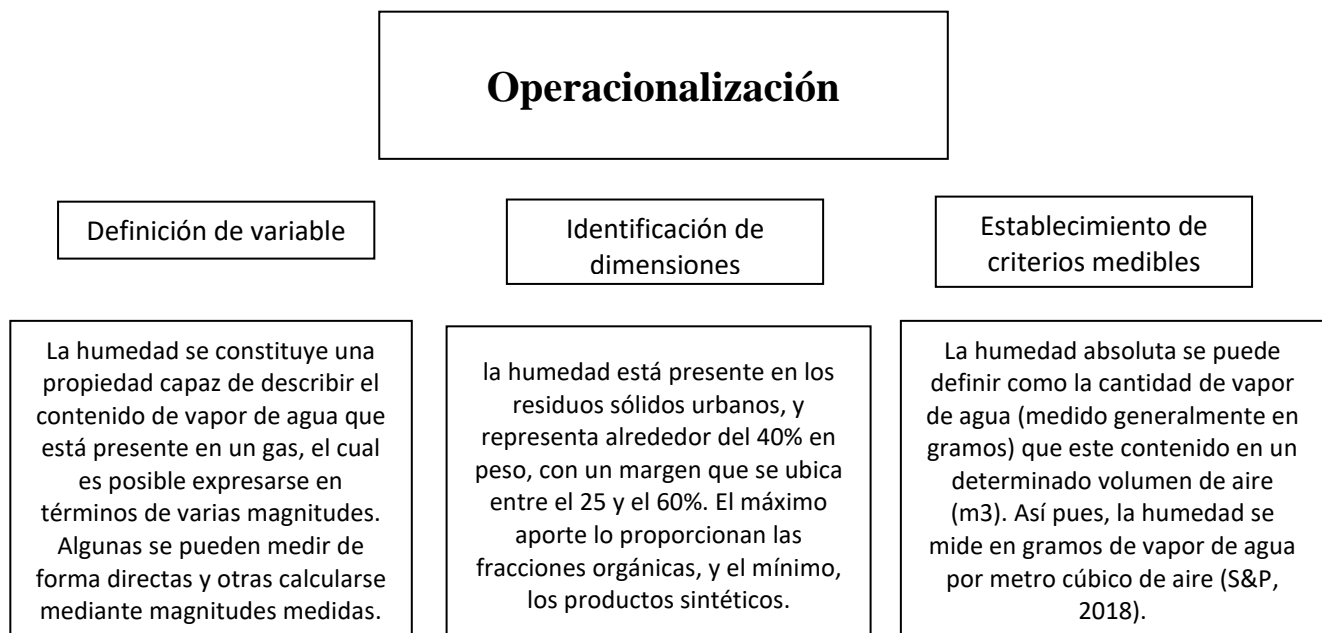 Operacionalización
Definición de variable
Identificación de
dimensiones
Establecimiento de
criterios medibles
La humedad se constituye una
propiedad capaz de describir el
contenido de vapor de agua que
está presente en un gas, el cual
es posible expresarse en
términos de varias magnitudes.
Algunas se pueden medir de
forma directas y otras calcularse
mediante magnitudes medidas.
la humedad está presente en los
residuos sólidos urbanos, y
representa alrededor del 40% en
peso, con un margen que se ubica
entre el 25 y el 60%. El máximo
aporte lo proporcionan las
fracciones orgánicas, y el mínimo,
los productos sintéticos.
La humedad absoluta se puede
definir como la cantidad de vapor
de agua (medido generalmente en
gramos) que este contenido en un
determinado volumen de aire
(m3). Así pues, la humedad se
mide en gramos de vapor de agua
por metro cúbico de aire (S&P,
2018).